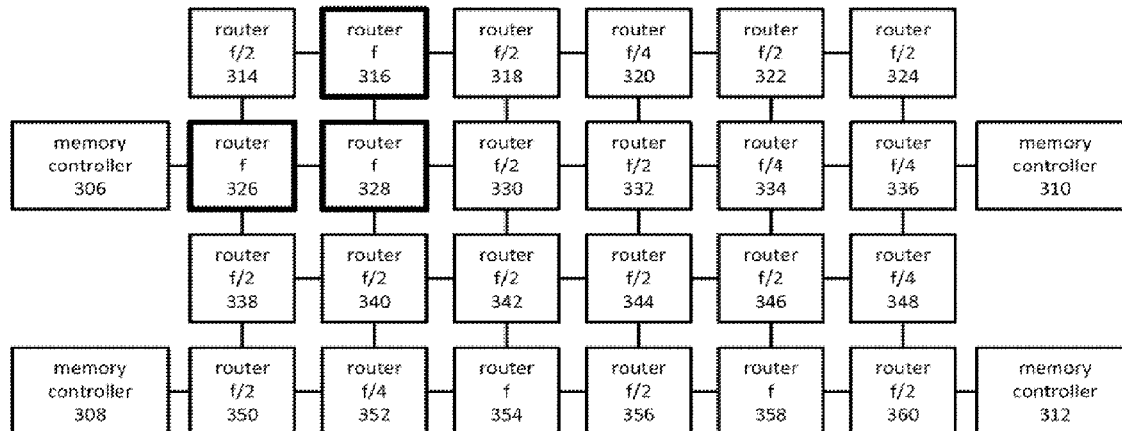 router
f/2
314
router
f
316
router
f/2
318
router
f/4
320
router
f/2
322
router
f/2
324
memory
controller
306
router
f
326
router
f
328
router
f/2
330
router
f/2
332
router
f/4
334
router
f/4
336
memory
controller
310
router
f/2
338
router
f/2
340
router
f/2
342
router
f/2
344
router
f/2
346
router
f/4
348
memory
controller
308
router
f/2
350
router
f/4
352
router
f
354
router
f/2
356
router
f
358
router
f/2
360
memory
controller
312